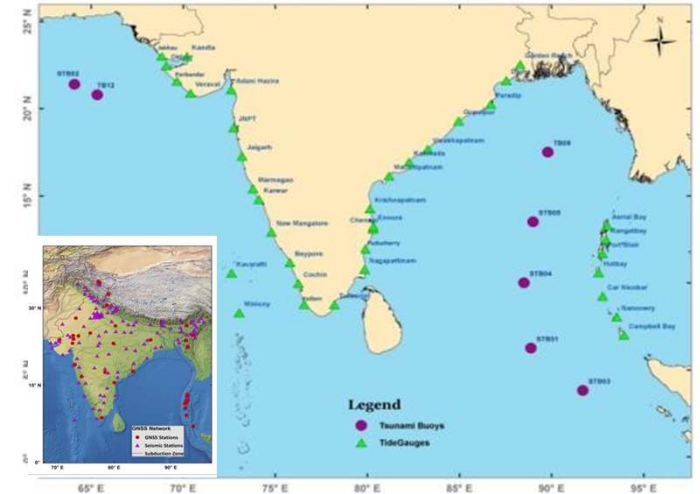 25° N
N
Jakhau
Kandla
Okha
STB02
TB12
Porbandar
Veraval
Adani Hazira
Garden Reach
Paradip
20° N
Gopalpur
JNPT
Jaigarh
Visakhapatnam
Kakinada
TB08
Machilipatnam
15° N
Marmagao
Karwar
Krishnapatnam
Chennai
Ennore
STB05
Aerial Bay
Rangatbay
Port Blair
New Mangalore
Puducherry
Beypore
Nagapattinam
Hutbay
Kavaratti
Cochin
STB04
Car Nicobar
Minicoy
Tuticorin
Nancowry
Campbell Bay
STB01
STB03
Legend
Tsunami Buoys
TideGauges
30° N
15° N
0°
GNSS Network
GNSS Stations
Seismic Stations
Subduction Zone
70° E
80° E
90° E
65° E
70° E
75° E
80° E
85° E
90° E
95° E